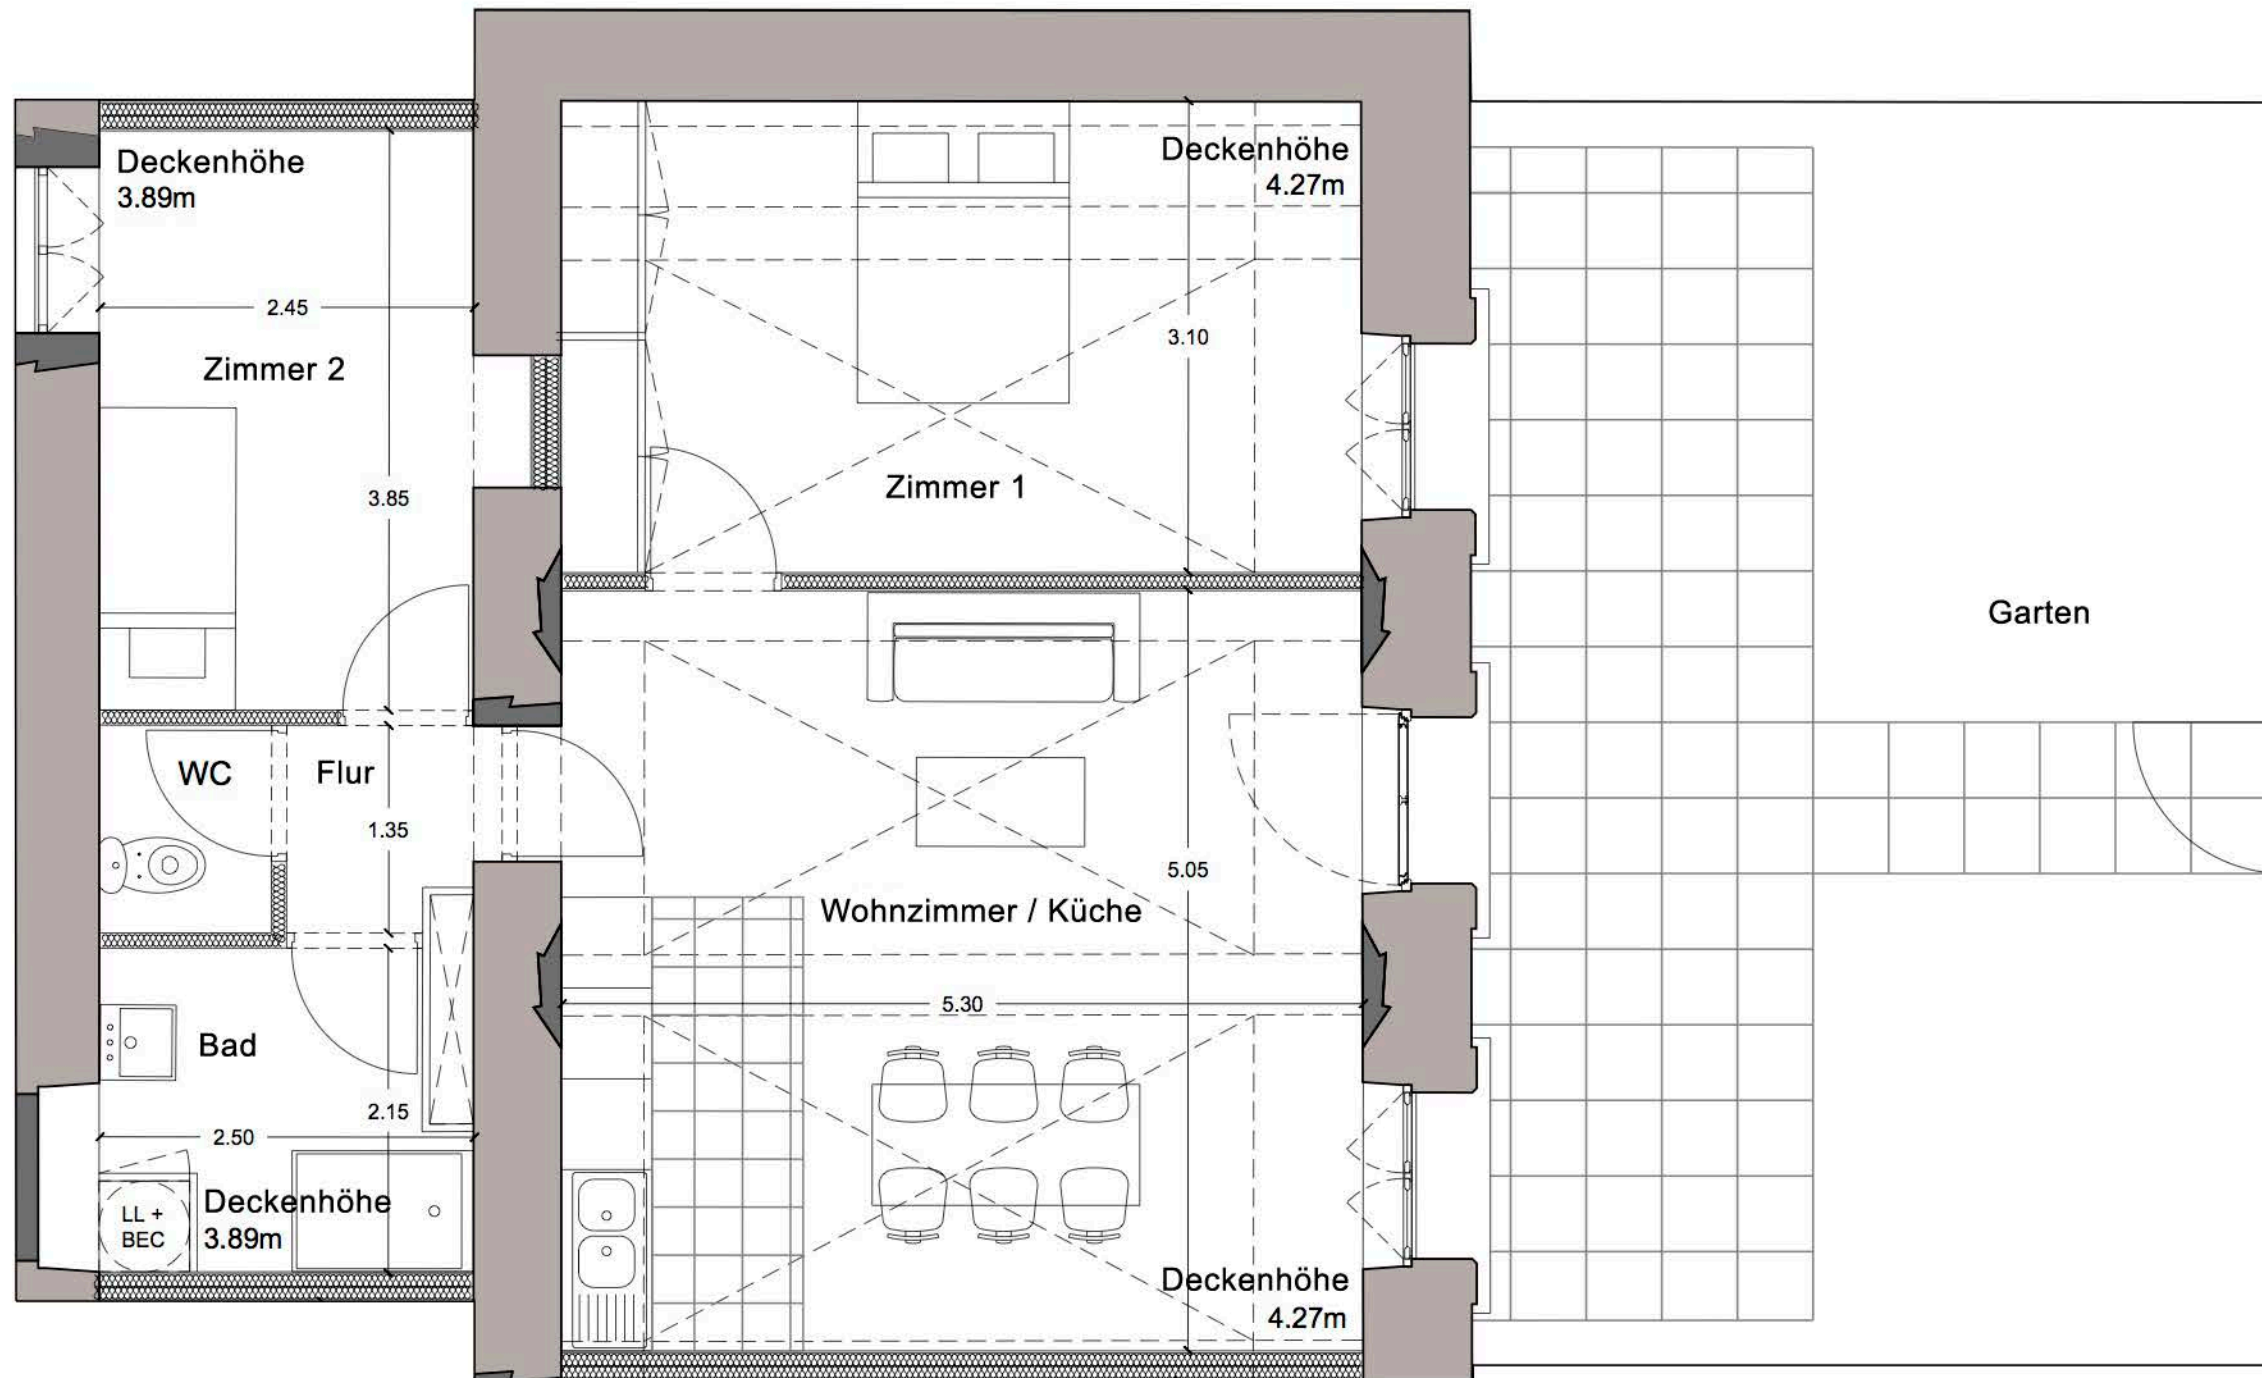 Deckenhöhe
3.89m
2.45
Zimmer 2
3.85
Deckenhöhe
4.27m
3.10
Zimmer 1
Garten
WC
Flur
1.35
Wohnzimmer / Küche
5.05
5.30
Bad
2.15
2.50
LL +
BEC
Deckenhöhe
3.89m
Deckenhöhe
4.27m